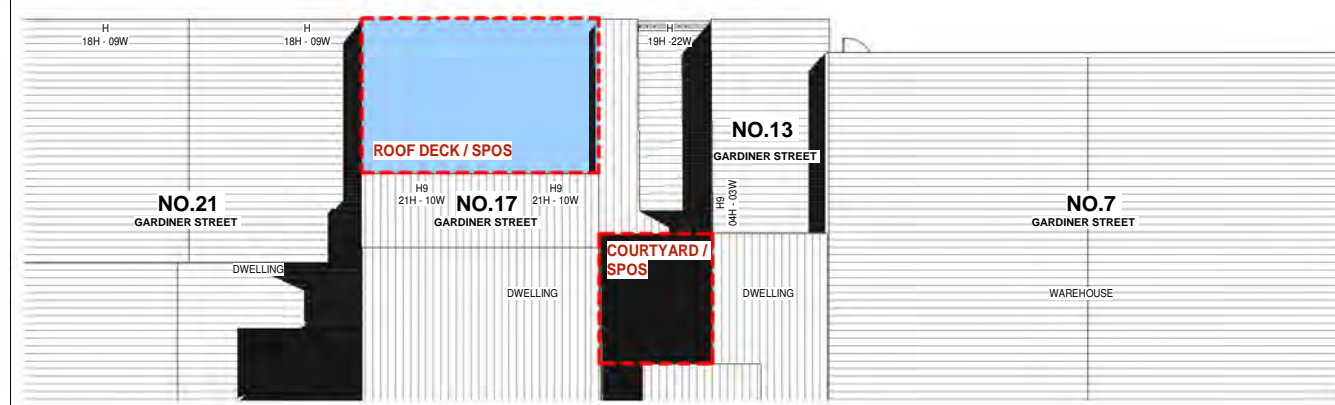 H
18H - 09W
H
18H - 09W
H
19H -22W
ROOF DECK / SPOS
NO.13
GARDINER STREET
H9
04H - 03W
H9
21H - 10W
H9
21H - 10W
NO.21
GARDINER STREET
NO.17
GARDINER STREET
NO.7
GARDINER STREET
COURTYARD /
SPOS
DWELLING
DWELLING
DWELLING
WAREHOUSE